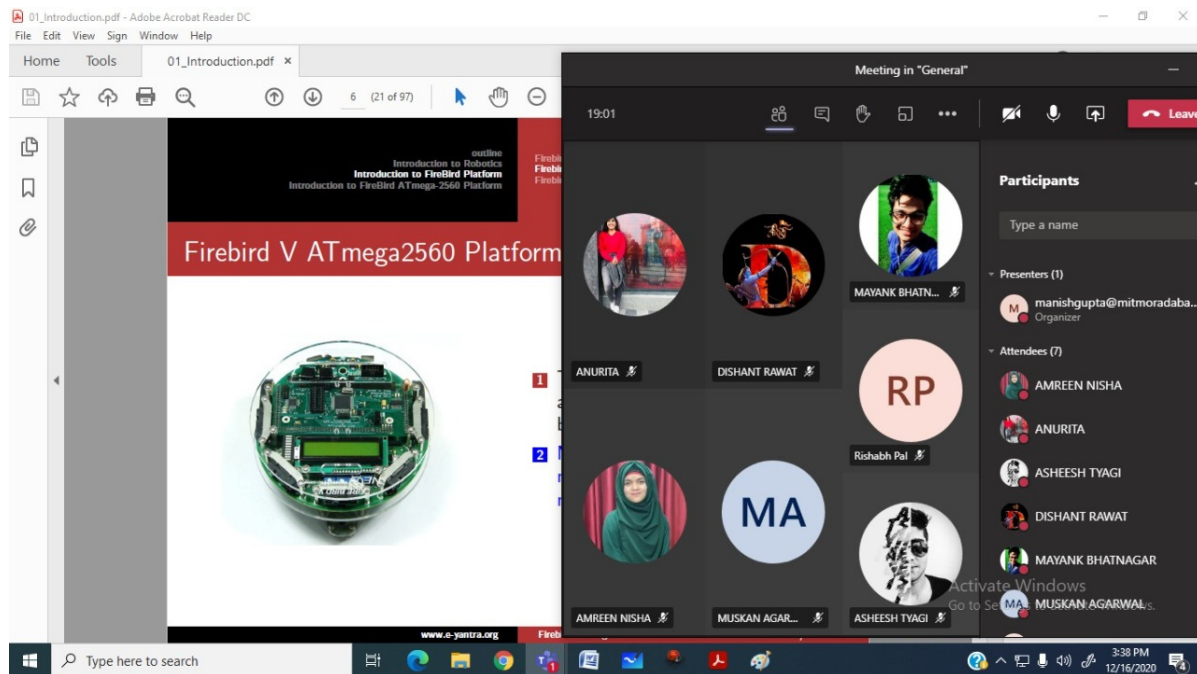 01_Introduction.pdf - Adobe Acrobat Reader DC
File Edit View Sign Window Help
Home Tools 01_Introduction.pdf ×
6 (21 of 97)
outline
Introduction to Robotics
Introduction to FireBird Platform
Introduction to FireBird ATmega-2560 Platform
Firebird V ATmega2560 Platform
1
2
www.e-yantra.org
Meeting in "General"
19:01
Leave
ANURITA
DISHANT RAWAT
MAYANK BHATN...
RP
Rishabh Pal
AMREEN NISHA
MA
MUSKAN AGAR...
ASHEESH TYAGI
Participants
Type a name
Presenters (1)
M
manishgupta@mitmoradaba...
Organizer
Attendees (7)
AMREEN NISHA
ANURITA
ASHEESH TYAGI
DISHANT RAWAT
MAYANK BHATNAGAR
MA
MUSKAN AGARWAL
Activate Windows
Type here to search
3:38 PM
12/16/2020
4